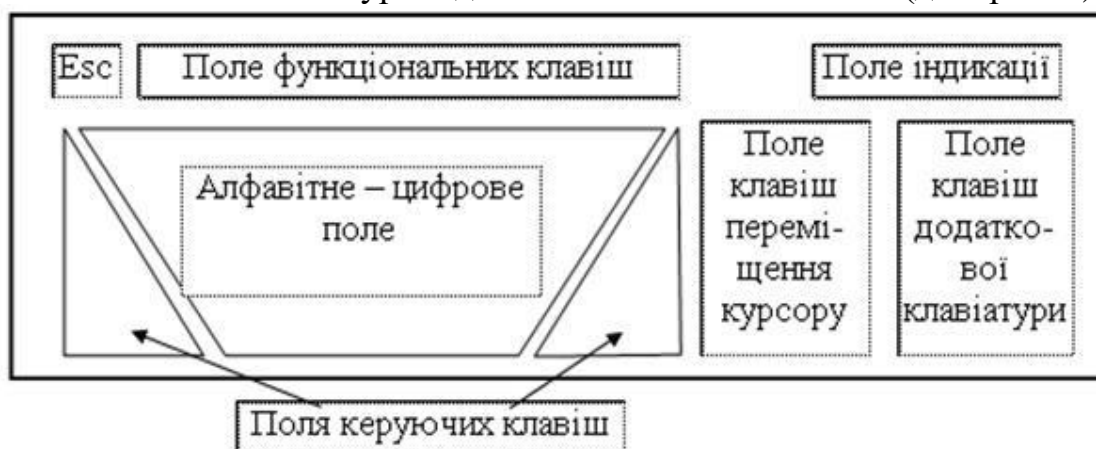 Esc
Поле функціональних клавіш
Поле індикації
Алфавітне – цифрове
поле
Поле
клавіш
перемі-
щення
курсору
Поле
клавіш
додатко-
вої
клавіатури
Поля керуючих клавіш